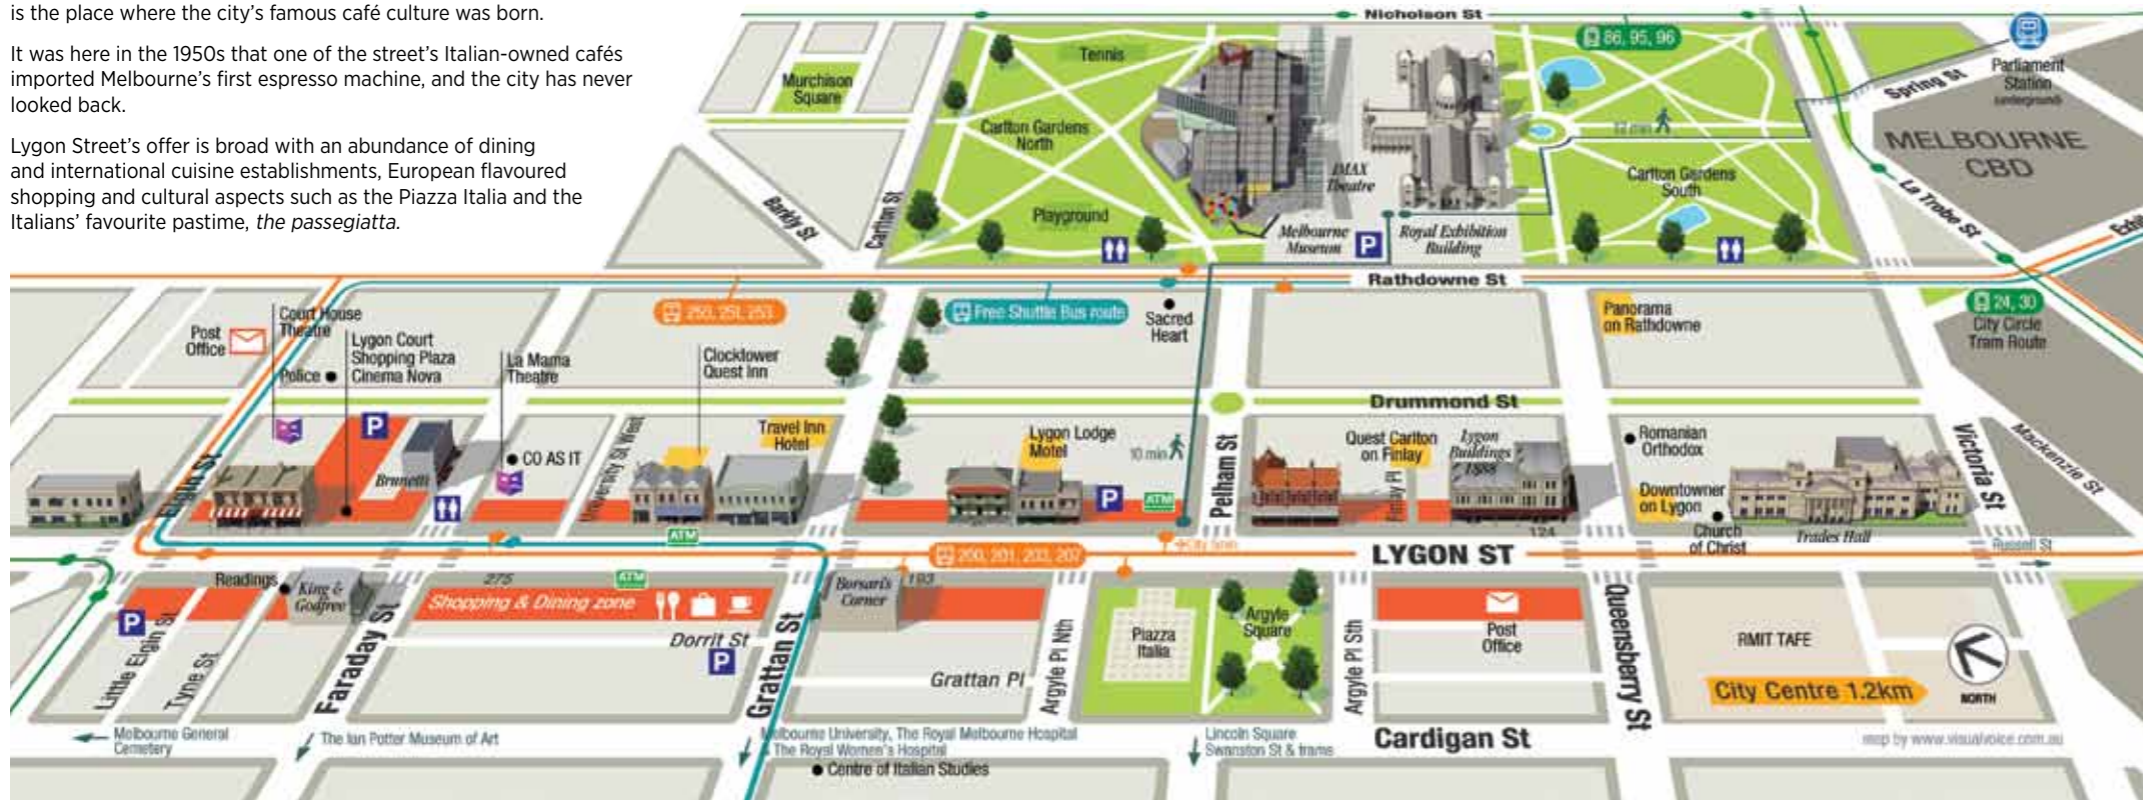 is the place where the city's famous café culture was born.
It was here in the 1950s that one of the street's Italian-owned cafés
imported Melbourne's first espresso machine, and the city has never
looked back.
Lygon Street's offer is broad with an abundance of dining
and international cuisine establishments, European flavoured
shopping and cultural aspects such as the Piazza Italia and the
Italians' favourite pastime, the passegiatta.
Nicholson St
86, 95, 96
Parliament
Station
(underground)
Spring St
MELBOURNE
CBD
Murchison
Square
Tennis
Carlton Gardens
North
Playground
IMAX
Theatre
Melbourne
Museum
P
Royal Exhibition
Building
12 min
Carlton Gardens
South
La Trobe St
Barkly St
Carlton St
Rathdowne St
250, 251, 253
Free Shuttle Bus route
Sacred
Heart
Panorama
on Rathdowne
24, 30
City Circle
Tram Route
Post
Office
Court House
Theatre
Police
Lygon Court
Shopping Plaza
Cinema Nova
La Mama
Theatre
Clocktower
Quest Inn
Drummond St
P
Brunetti
CO AS IT
University St West
Travel Inn
Hotel
Lygon Lodge
Motel
10 min
P
ATM
Pelham St
Quest Carlton
on Finlay
Finlay Pl
Lygon
Buildings
1888
Romanian
Orthodox
Downtowner
on Lygon
Church
of Christ
Trades Hall
Victoria St
Mackenzie St
Elgin St
ATM
200, 201, 203, 207
LYGON ST
124
Russell St
Readings
King &
Godfree
275
ATM
Shopping & Dining zone
Borsari's
Corner
193
P
Little Elgin St
Tyne St
Faraday St
Dorrit St
P
Grattan St
Grattan Pl
Argyle Pl Nth
Piazza
Italia
Argyle
Square
Argyle Pl Sth
Post
Office
Queensberry St
RMIT TAFE
City Centre 1.2km
NORTH
Cardigan St
Melbourne General
Cemetery
The Ian Potter Museum of Art
Melbourne University, The Royal Melbourne Hospital
& The Royal Women's Hospital
Centre of Italian Studies
Lincoln Square
Swanston St & trams
map by www.visualvoice.com.au